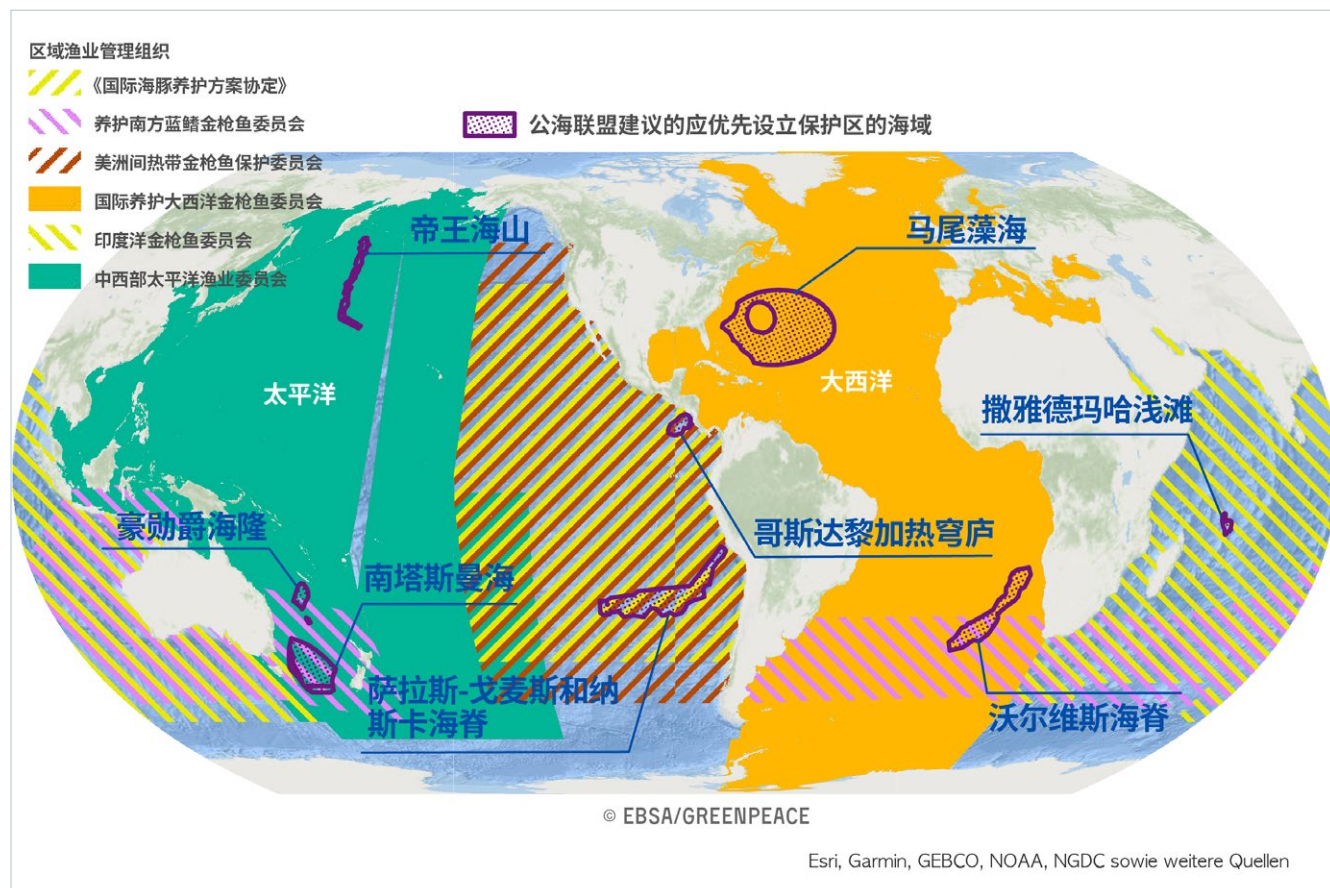 区域渔业管理组织
《国际海豚养护方案协定》
养护南方蓝鳍金枪鱼委员会
美洲间热带金枪鱼保护委员会
国际养护大西洋金枪鱼委员会
印度洋金枪鱼委员会
中西部太平洋渔业委员会
公海联盟建议的应优先设立保护区的海域
帝王海山
马尾藻海
太平洋
大西洋
撒雅德玛哈浅滩
豪勋爵海隆
哥斯达黎加热穹庐
南塔斯曼海
萨拉斯-戈麦斯和纳
斯卡海脊
沃尔维斯海脊
© EBSA/GREENPEACE
Esri, Garmin, GEBCO, NOAA, NGDC sowie weitere Quellen